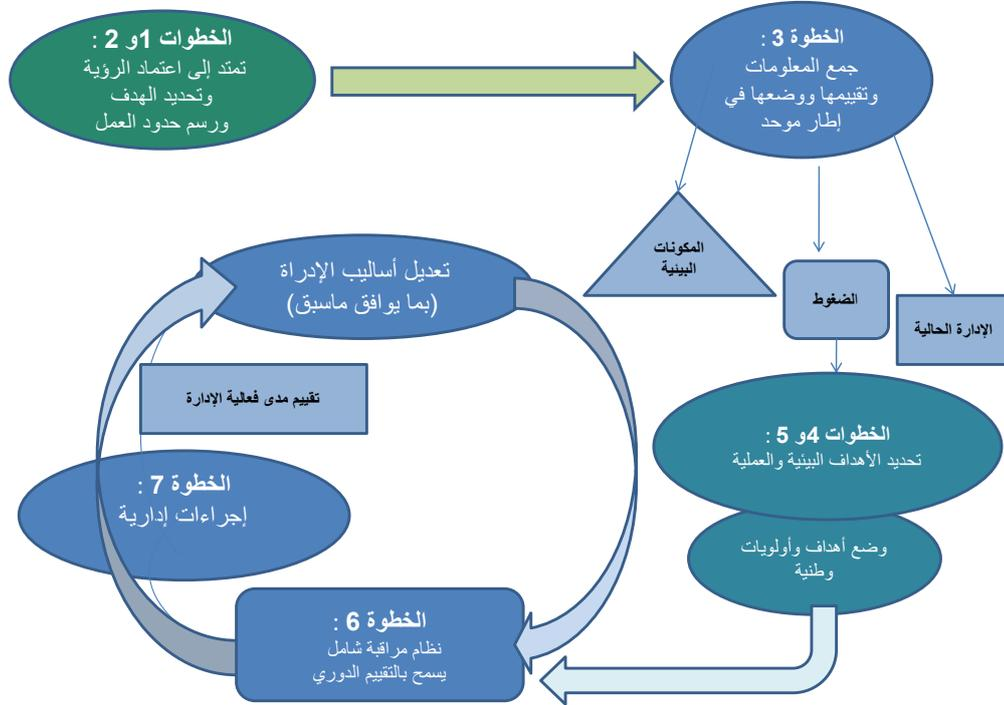 الخطوات 1و 2 :
تمتد إلى اعتماد الرؤية
وتحديد الهدف
ورسم حدود العمل
الخطوة 3 :
جمع المعلومات
وتقييمها ووضعها في
إطار موحد
المكونات
البيئية
الضغوط
الإدارة الحالية
الخطوات 4و 5 :
تحديد الأهداف البيئية والعملية
وضع أهداف وأولويات
وطنية
الخطوة 6 :
نظام مراقبة شامل
يسمح بالتقييم الدوري
الخطوة 7 :
إجراءات إدارية
تقييم مدى فعالية الإدارة
تعديل أساليب الإدراة
(بما يوافق ماسبق)